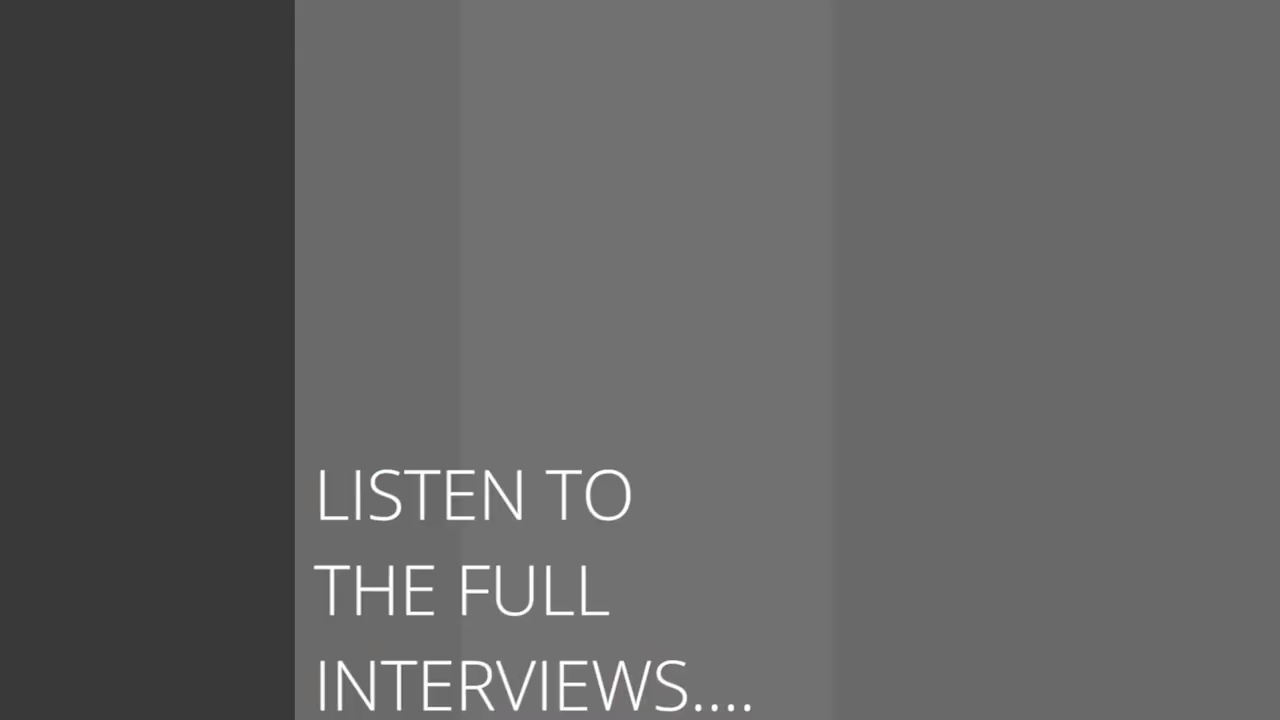 LISTEN TO
THE FULL
INTERVIEWS....